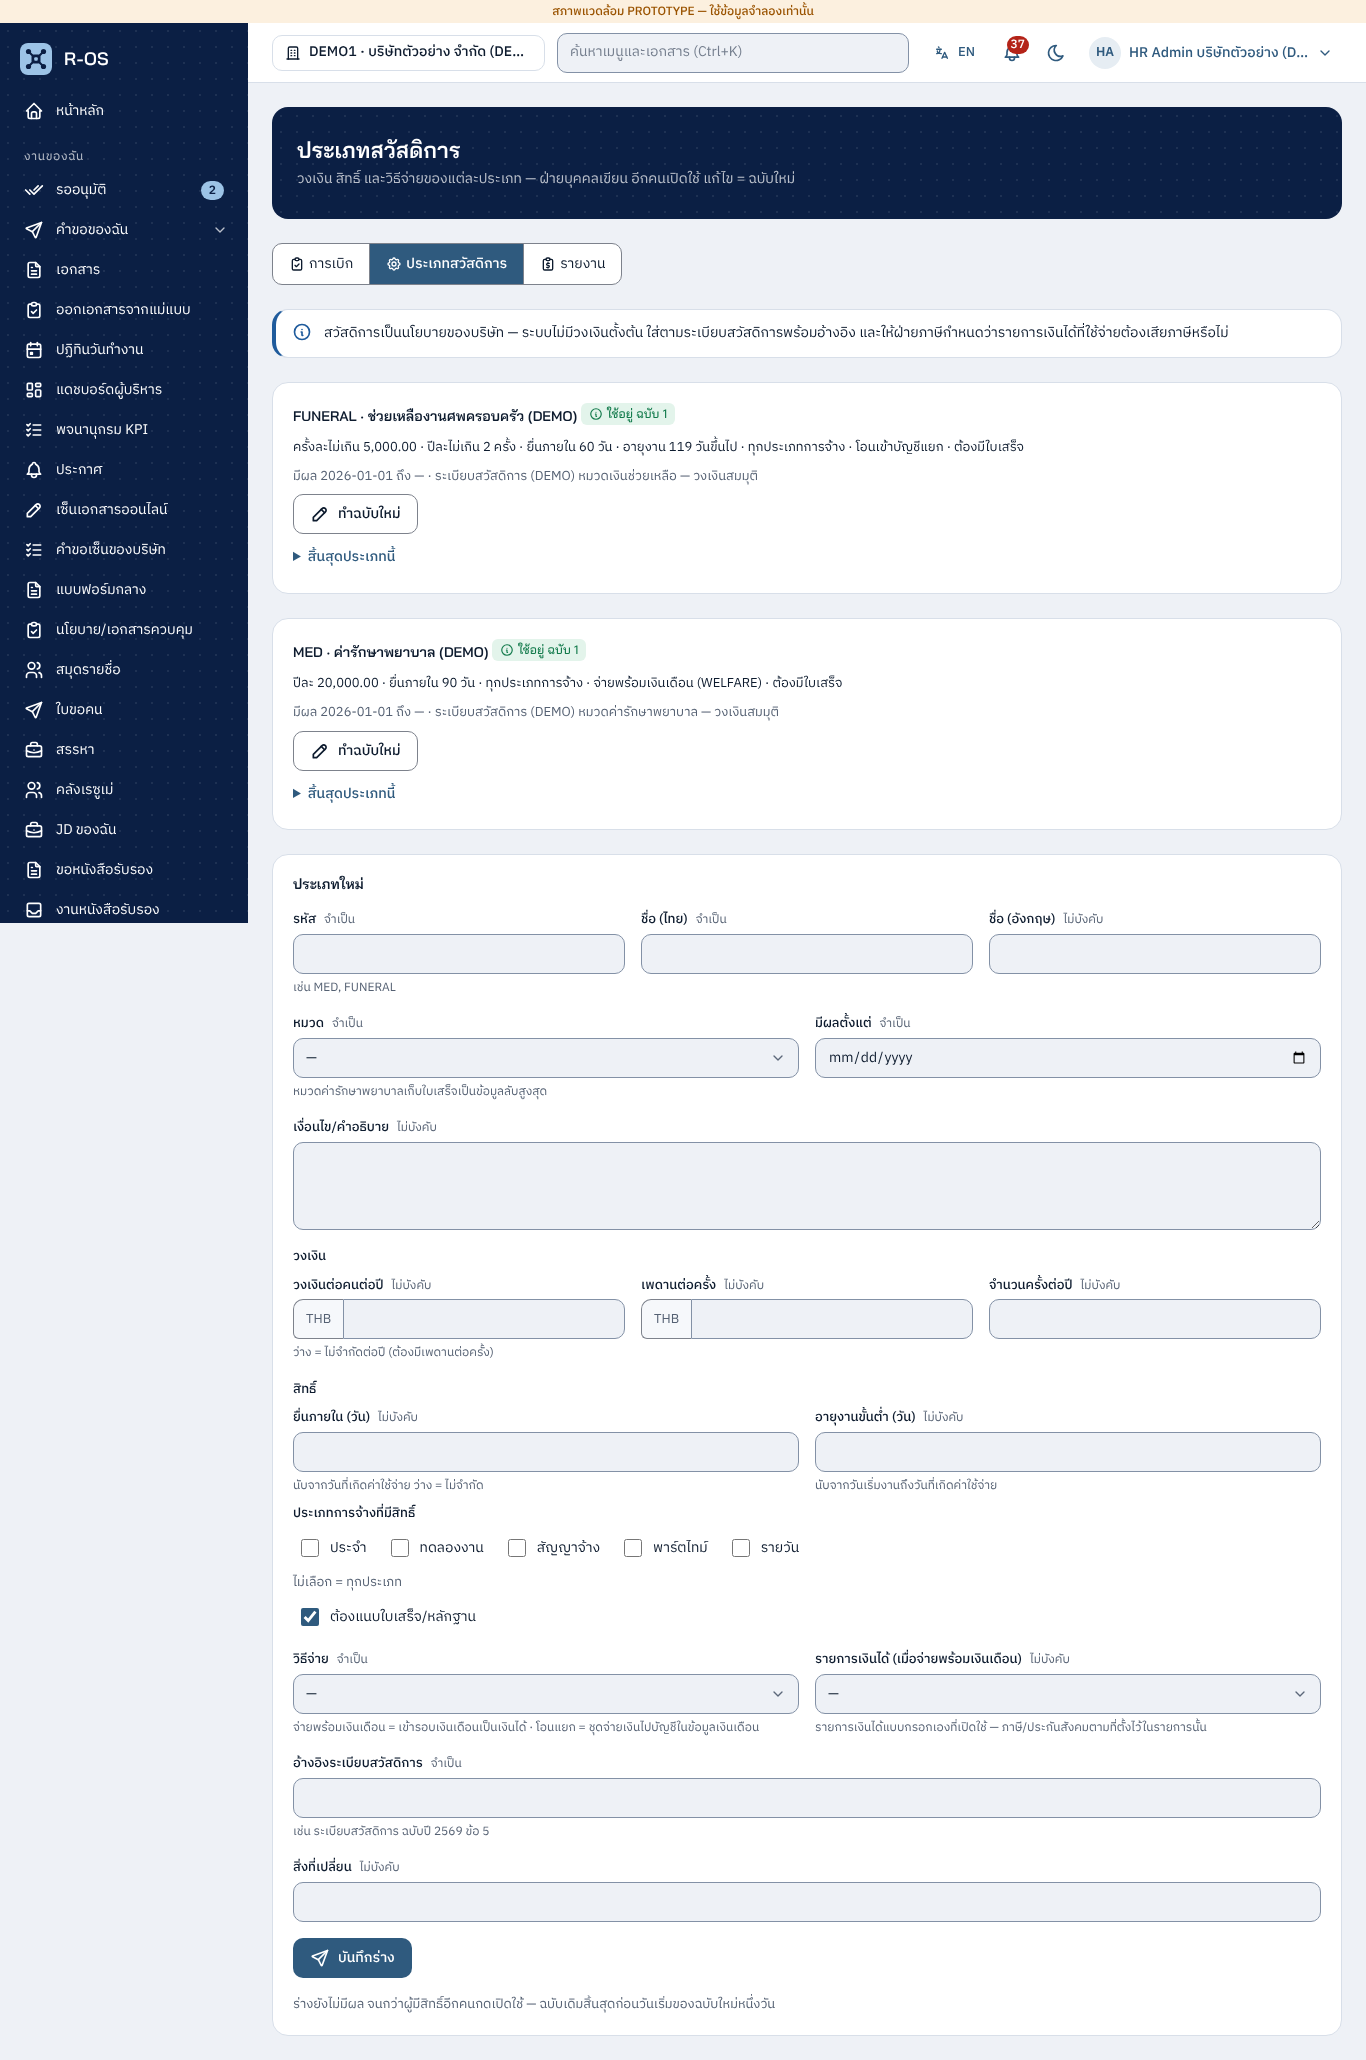 สภาพแวดล้อม PROTOTYPE — ใช้ข้อมูลจำลองเท่านั้น
R-OS
หน้าหลัก
งานของฉัน
รออนุมัติ 2
คำขอของฉัน
เอกสาร
ออกเอกสารจากแม่แบบ
ปฏิทินวันทำงาน
แดชบอร์ดผู้บริหาร
พจนานุกรม KPI
ประกาศ
เซ็นเอกสารออนไลน์
คำขอเซ็นของบริษัท
แบบฟอร์มกลาง
นโยบาย/เอกสารควบคุม
สมุดรายชื่อ
ใบขอคน
สรรหา
คลังเรซูเม่
JD ของฉัน
ขอหนังสือรับรอง
งานหนังสือรับรอง
DEMO1 · บริษัทตัวอย่าง จำกัด (DE...
ค้นหาเมนูและเอกสาร (Ctrl+K)
EN
37
HA HR Admin บริษัทตัวอย่าง (D...
ประเภทสวัสดิการ
วงเงิน สิทธิ์ และวิธีจ่ายของแต่ละประเภท — ฝ่ายบุคคลเขียน อีกคนเปิดใช้ แก้ไข = ฉบับใหม่
การเบิก ประเภทสวัสดิการ รายงาน
สวัสดิการเป็นนโยบายของบริษัท — ระบบไม่มีวงเงินตั้งต้น ใส่ตามระเบียบสวัสดิการพร้อมอ้างอิง และให้ฝ่ายภาษีกำหนดว่ารายการเงินได้ที่ใช้จ่ายต้องเสียภาษีหรือไม่
FUNERAL · ช่วยเหลืองานศพครอบครัว (DEMO) ใช้อยู่ ฉบับ 1
ครั้งละไม่เกิน 5,000.00 · ปีละไม่เกิน 2 ครั้ง · ยื่นภายใน 60 วัน · อายุงาน 119 วันขึ้นไป · ทุกประเภทการจ้าง · โอนเข้าบัญชีแยก · ต้องมีใบเสร็จ
มีผล 2026-01-01 ถึง — · ระเบียบสวัสดิการ (DEMO) หมวดเงินช่วยเหลือ — วงเงินสมมุติ
ทำฉบับใหม่
สิ้นสุดประเภทนี้
MED · ค่ารักษาพยาบาล (DEMO) ใช้อยู่ ฉบับ 1
ปีละ 20,000.00 · ยื่นภายใน 90 วัน · ทุกประเภทการจ้าง · จ่ายพร้อมเงินเดือน (WELFARE) · ต้องมีใบเสร็จ
มีผล 2026-01-01 ถึง — · ระเบียบสวัสดิการ (DEMO) หมวดค่ารักษาพยาบาล — วงเงินสมมุติ
ทำฉบับใหม่
สิ้นสุดประเภทนี้
ประเภทใหม่
รหัส จำเป็น ชื่อ (ไทย) จำเป็น ชื่อ (อังกฤษ) ไม่บังคับ
เช่น MED, FUNERAL
หมวด จำเป็น มีผลตั้งแต่ จำเป็น
— mm/dd/yyyy
หมวดค่ารักษาพยาบาลเก็บใบเสร็จเป็นข้อมูลลับสูงสุด
เงื่อนไข/คำอธิบาย ไม่บังคับ
วงเงิน
วงเงินต่อคนต่อปี ไม่บังคับ เพดานต่อครั้ง ไม่บังคับ จำนวนครั้งต่อปี ไม่บังคับ
THB THB
ว่าง = ไม่จำกัดต่อปี (ต้องมีเพดานต่อครั้ง)
สิทธิ์
ยื่นภายใน (วัน) ไม่บังคับ อายุงานขั้นต่ำ (วัน) ไม่บังคับ
นับจากวันที่เกิดค่าใช้จ่าย ว่าง = ไม่จำกัด นับจากวันเริ่มงานถึงวันที่เกิดค่าใช้จ่าย
ประเภทการจ้างที่มีสิทธิ์
ประจำ ทดลองงาน สัญญาจ้าง พาร์ตไทม์ รายวัน
ไม่เลือก = ทุกประเภท
ต้องแนบใบเสร็จ/หลักฐาน
วิธีจ่าย จำเป็น รายการเงินได้ (เมื่อจ่ายพร้อมเงินเดือน) ไม่บังคับ
— —
จ่ายพร้อมเงินเดือน = เข้ารอบเงินเดือนเป็นเงินได้ · โอนแยก = ชุดจ่ายเงินไปบัญชีในข้อมูลเงินเดือน รายการเงินได้แบบกรอกเองที่เปิดใช้ — ภาษี/ประกันสังคมตามที่ตั้งไว้ในรายการนั้น
อ้างอิงระเบียบสวัสดิการ จำเป็น
เช่น ระเบียบสวัสดิการ ฉบับปี 2569 ข้อ 5
สิ่งที่เปลี่ยน ไม่บังคับ
บันทึกร่าง
ร่างยังไม่มีผล จนกว่าผู้มีสิทธิ์อีกคนกดเปิดใช้ — ฉบับเดิมสิ้นสุดก่อนวันเริ่มของฉบับใหม่หนึ่งวัน